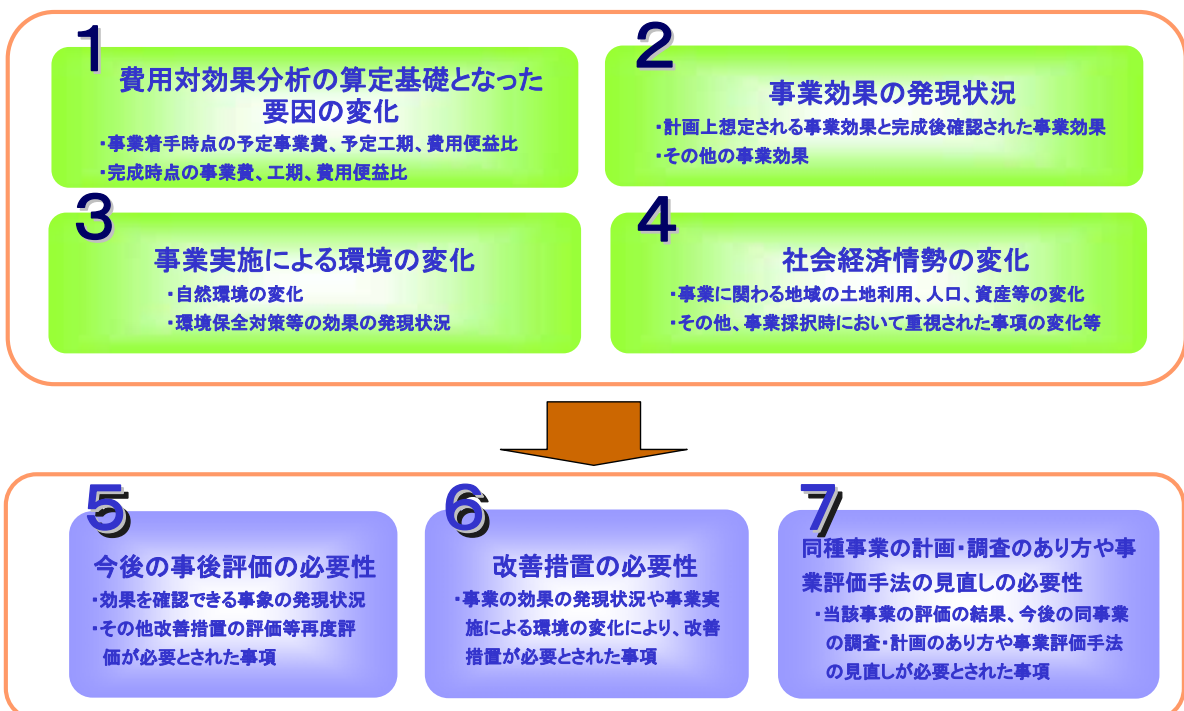 1
費用対効果分析の算定基礎となった
要因の変化
・事業着手時点の予定事業費、予定工期、費用便益比
・完成時点の事業費、工期、費用便益比
2
事業効果の発現状況
・計画上想定される事業効果と完成後確認された事業効果
・その他の事業効果
3
事業実施による環境の変化
・自然環境の変化
・環境保全対策等の効果の発現状況
4
社会経済情勢の変化
・事業に関わる地域の土地利用、人口、資産等の変化
・その他、事業採択時において重視された事項の変化等
5
今後の事後評価の必要性
・効果を確認できる事象の発現状況
・その他改善措置の評価等再度評
価が必要とされた事項
6
改善措置の必要性
・事業の効果の発現状況や事業実
施による環境の変化により、改善
措置が必要とされた事項
7
同種事業の計画・調査のあり方や事
業評価手法の見直しの必要性
・当該事業の評価の結果、今後の同事業
の調査・計画のあり方や事業評価手法
の見直しが必要とされた事項